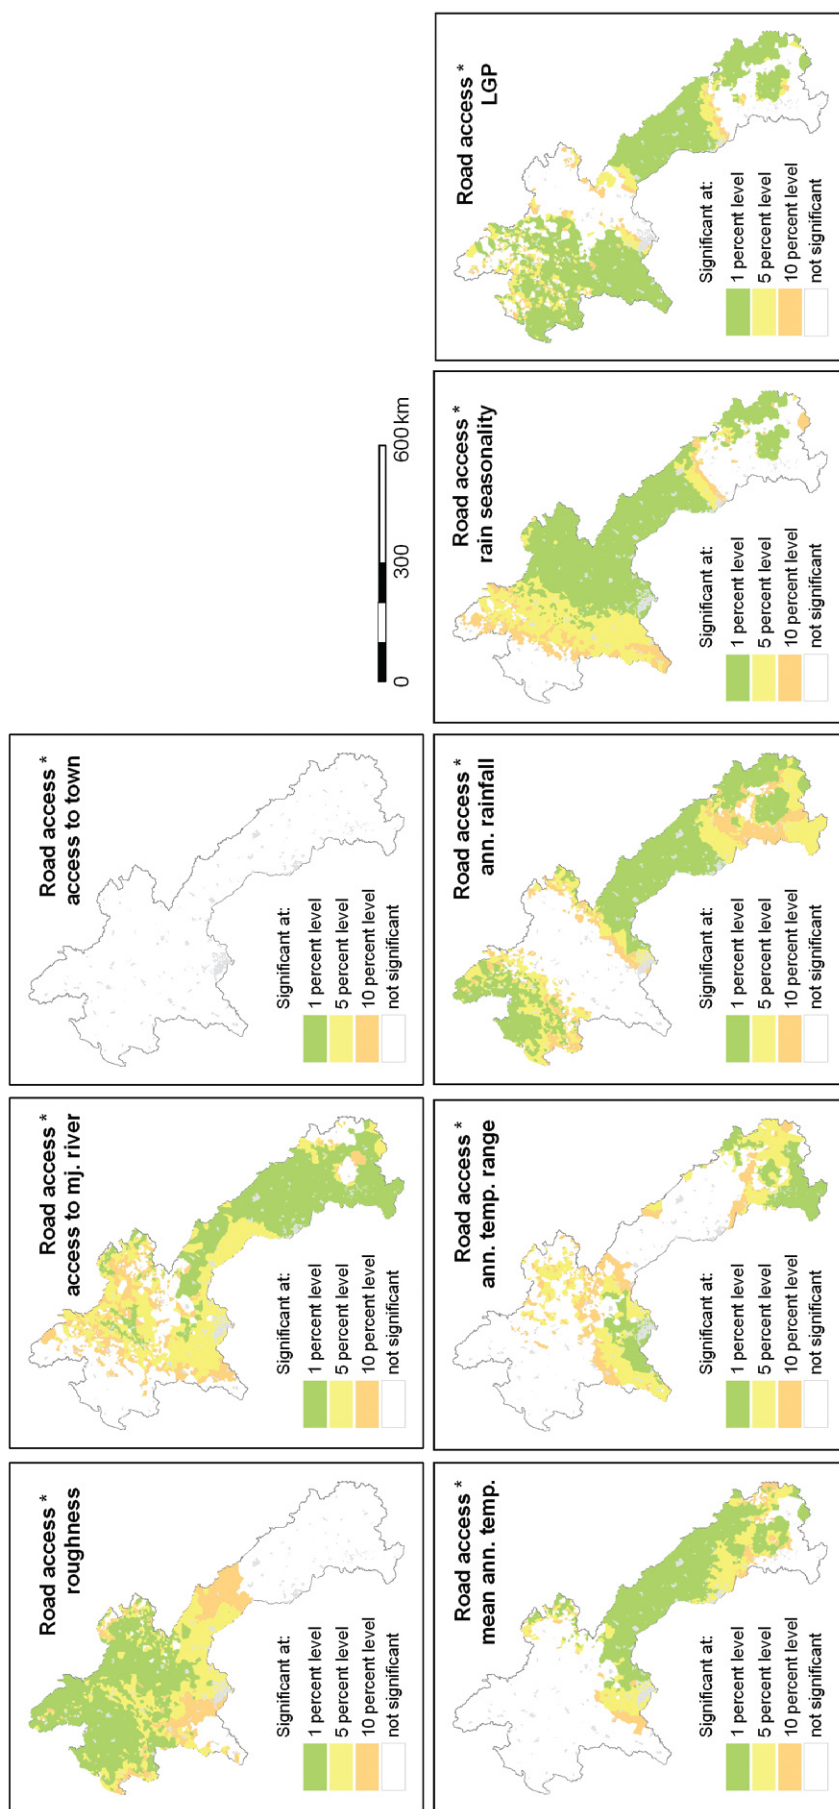 Road access *
roughness
Significant at:
1 percent level
5 percent level
10 percent level
not significant
Road access *
access to mj. river
Significant at:
1 percent level
5 percent level
10 percent level
not significant
Road access *
access to town
Significant at:
1 percent level
5 percent level
10 percent level
not significant
0 300 600 km
Road access *
mean ann. temp.
Significant at:
1 percent level
5 percent level
10 percent level
not significant
Road access *
ann. temp. range
Significant at:
1 percent level
5 percent level
10 percent level
not significant
Road access *
ann. rainfall
Significant at:
1 percent level
5 percent level
10 percent level
not significant
Road access *
rain seasonality
Significant at:
1 percent level
5 percent level
10 percent level
not significant
Road access *
LGP
Significant at:
1 percent level
5 percent level
10 percent level
not significant